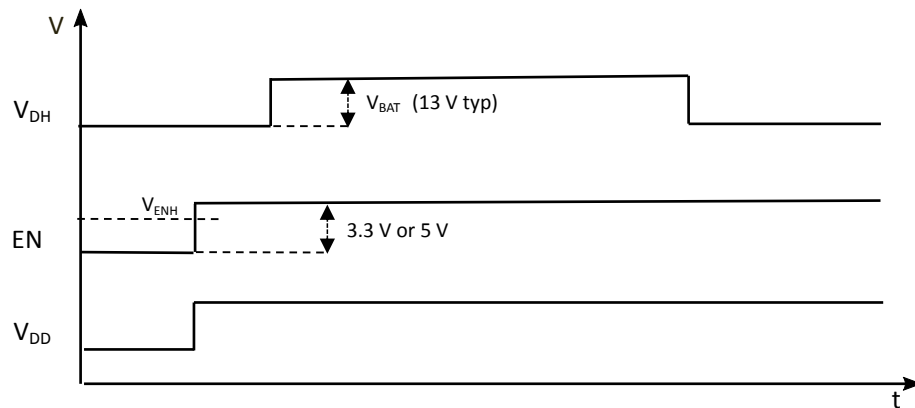 V
V_DH
V_BAT (13 V typ)
V_ENH
EN
3.3 V or 5 V
V_DD
t